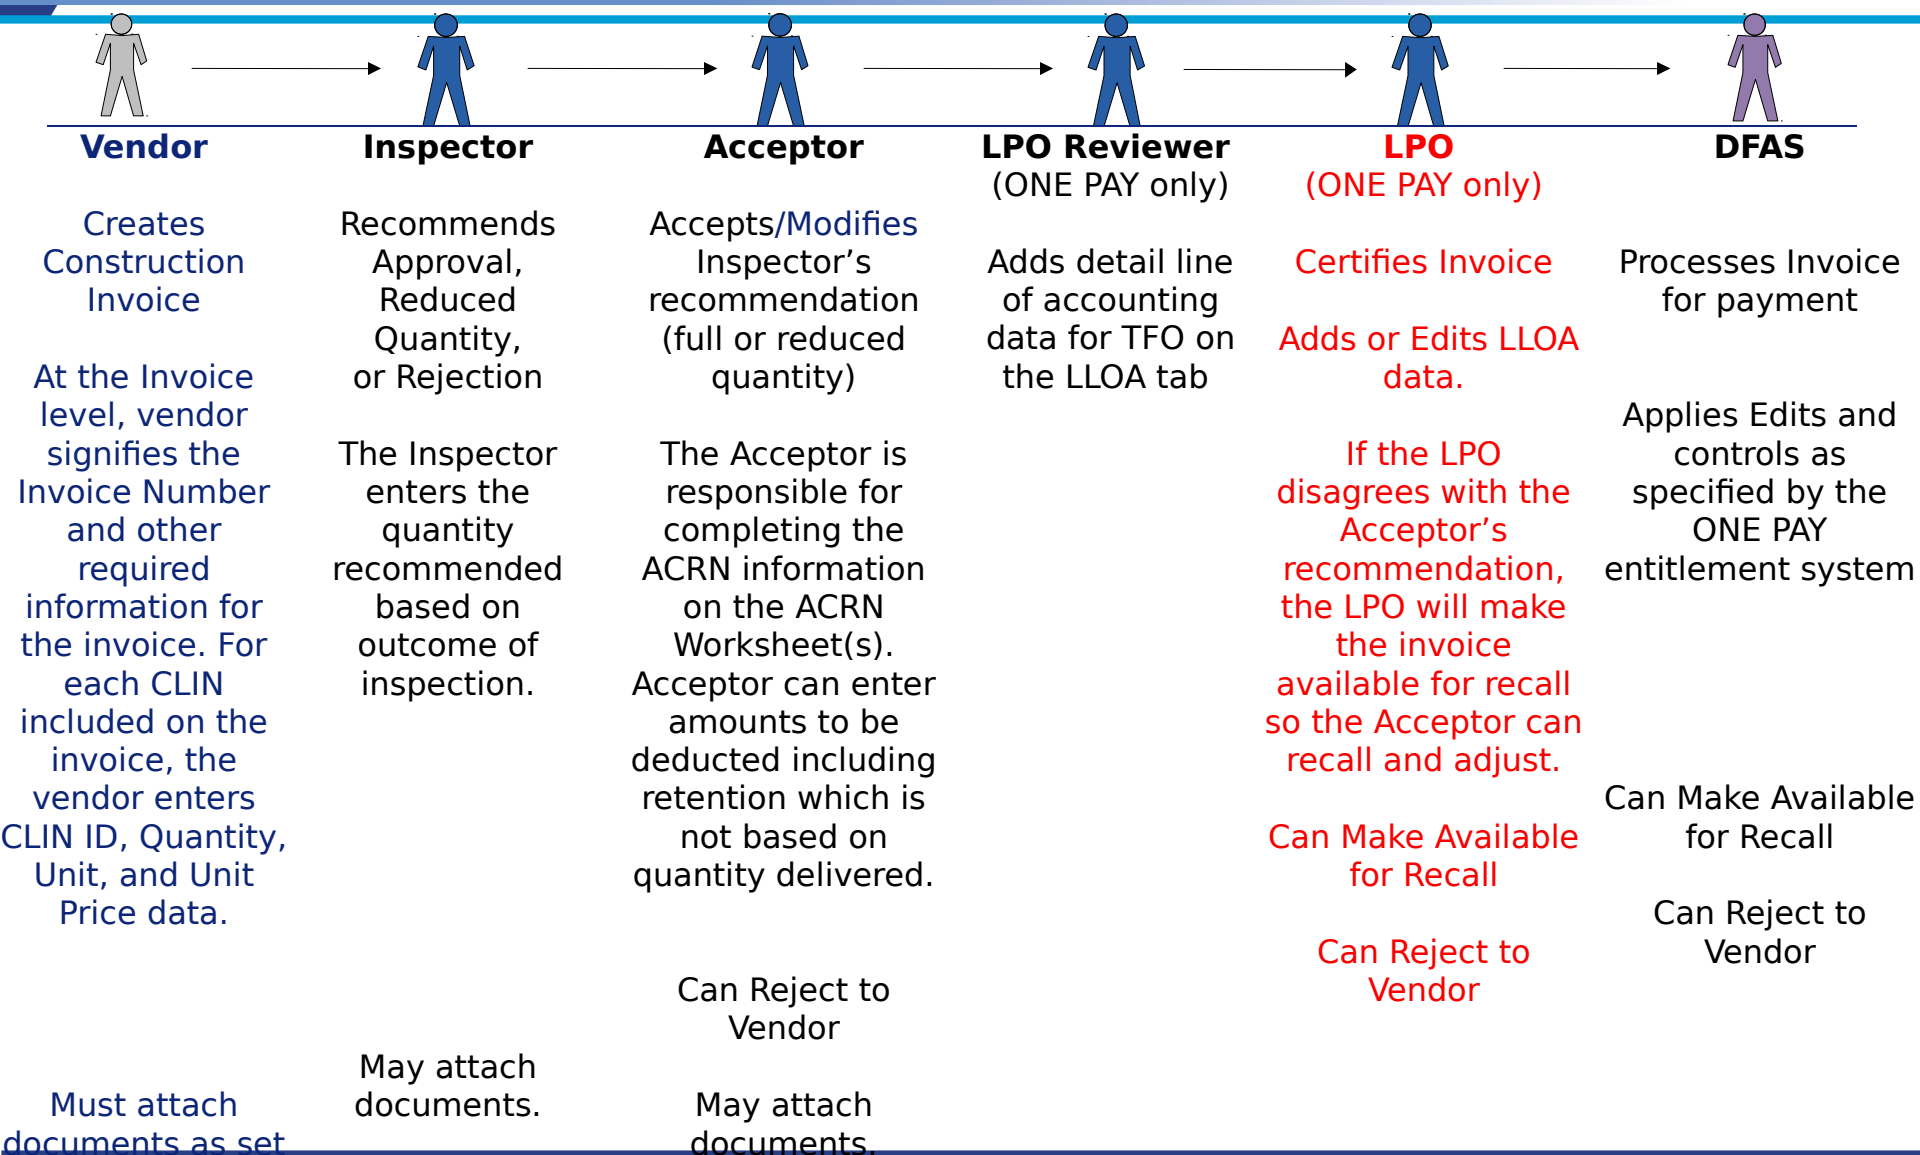 Vendor
Creates
Construction
Invoice
At the Invoice
level, vendor
signifies the
Invoice Number
and other
required
information for
the invoice. For
each CLIN
included on the
invoice, the
vendor enters
CLIN ID, Quantity,
Unit, and Unit
Price data.
Must attach
documents as set
Inspector
Recommends
Approval,
Reduced
Quantity,
or Rejection
The Inspector
enters the
quantity
recommended
based on
outcome of
inspection.
May attach
documents.
Acceptor
Accepts/Modifies
Inspector’s
recommendation
(full or reduced
quantity)
The Acceptor is
responsible for
completing the
ACRN information
on the ACRN
Worksheet(s).
Acceptor can enter
amounts to be
deducted including
retention which is
not based on
quantity delivered.
Can Reject to
Vendor
May attach
documents.
LPO Reviewer
(ONE PAY only)
Adds detail line
of accounting
data for TFO on
the LLOA tab
LPO
(ONE PAY only)
Certifies Invoice
Adds or Edits LLOA
data.
If the LPO
disagrees with the
Acceptor’s
recommendation,
the LPO will make
the invoice
available for recall
so the Acceptor can
recall and adjust.
Can Make Available
for Recall
Can Reject to
Vendor
DFAS
Processes Invoice
for payment
Applies Edits and
controls as
specified by the
ONE PAY
entitlement system
Can Make Available
for Recall
Can Reject to
Vendor